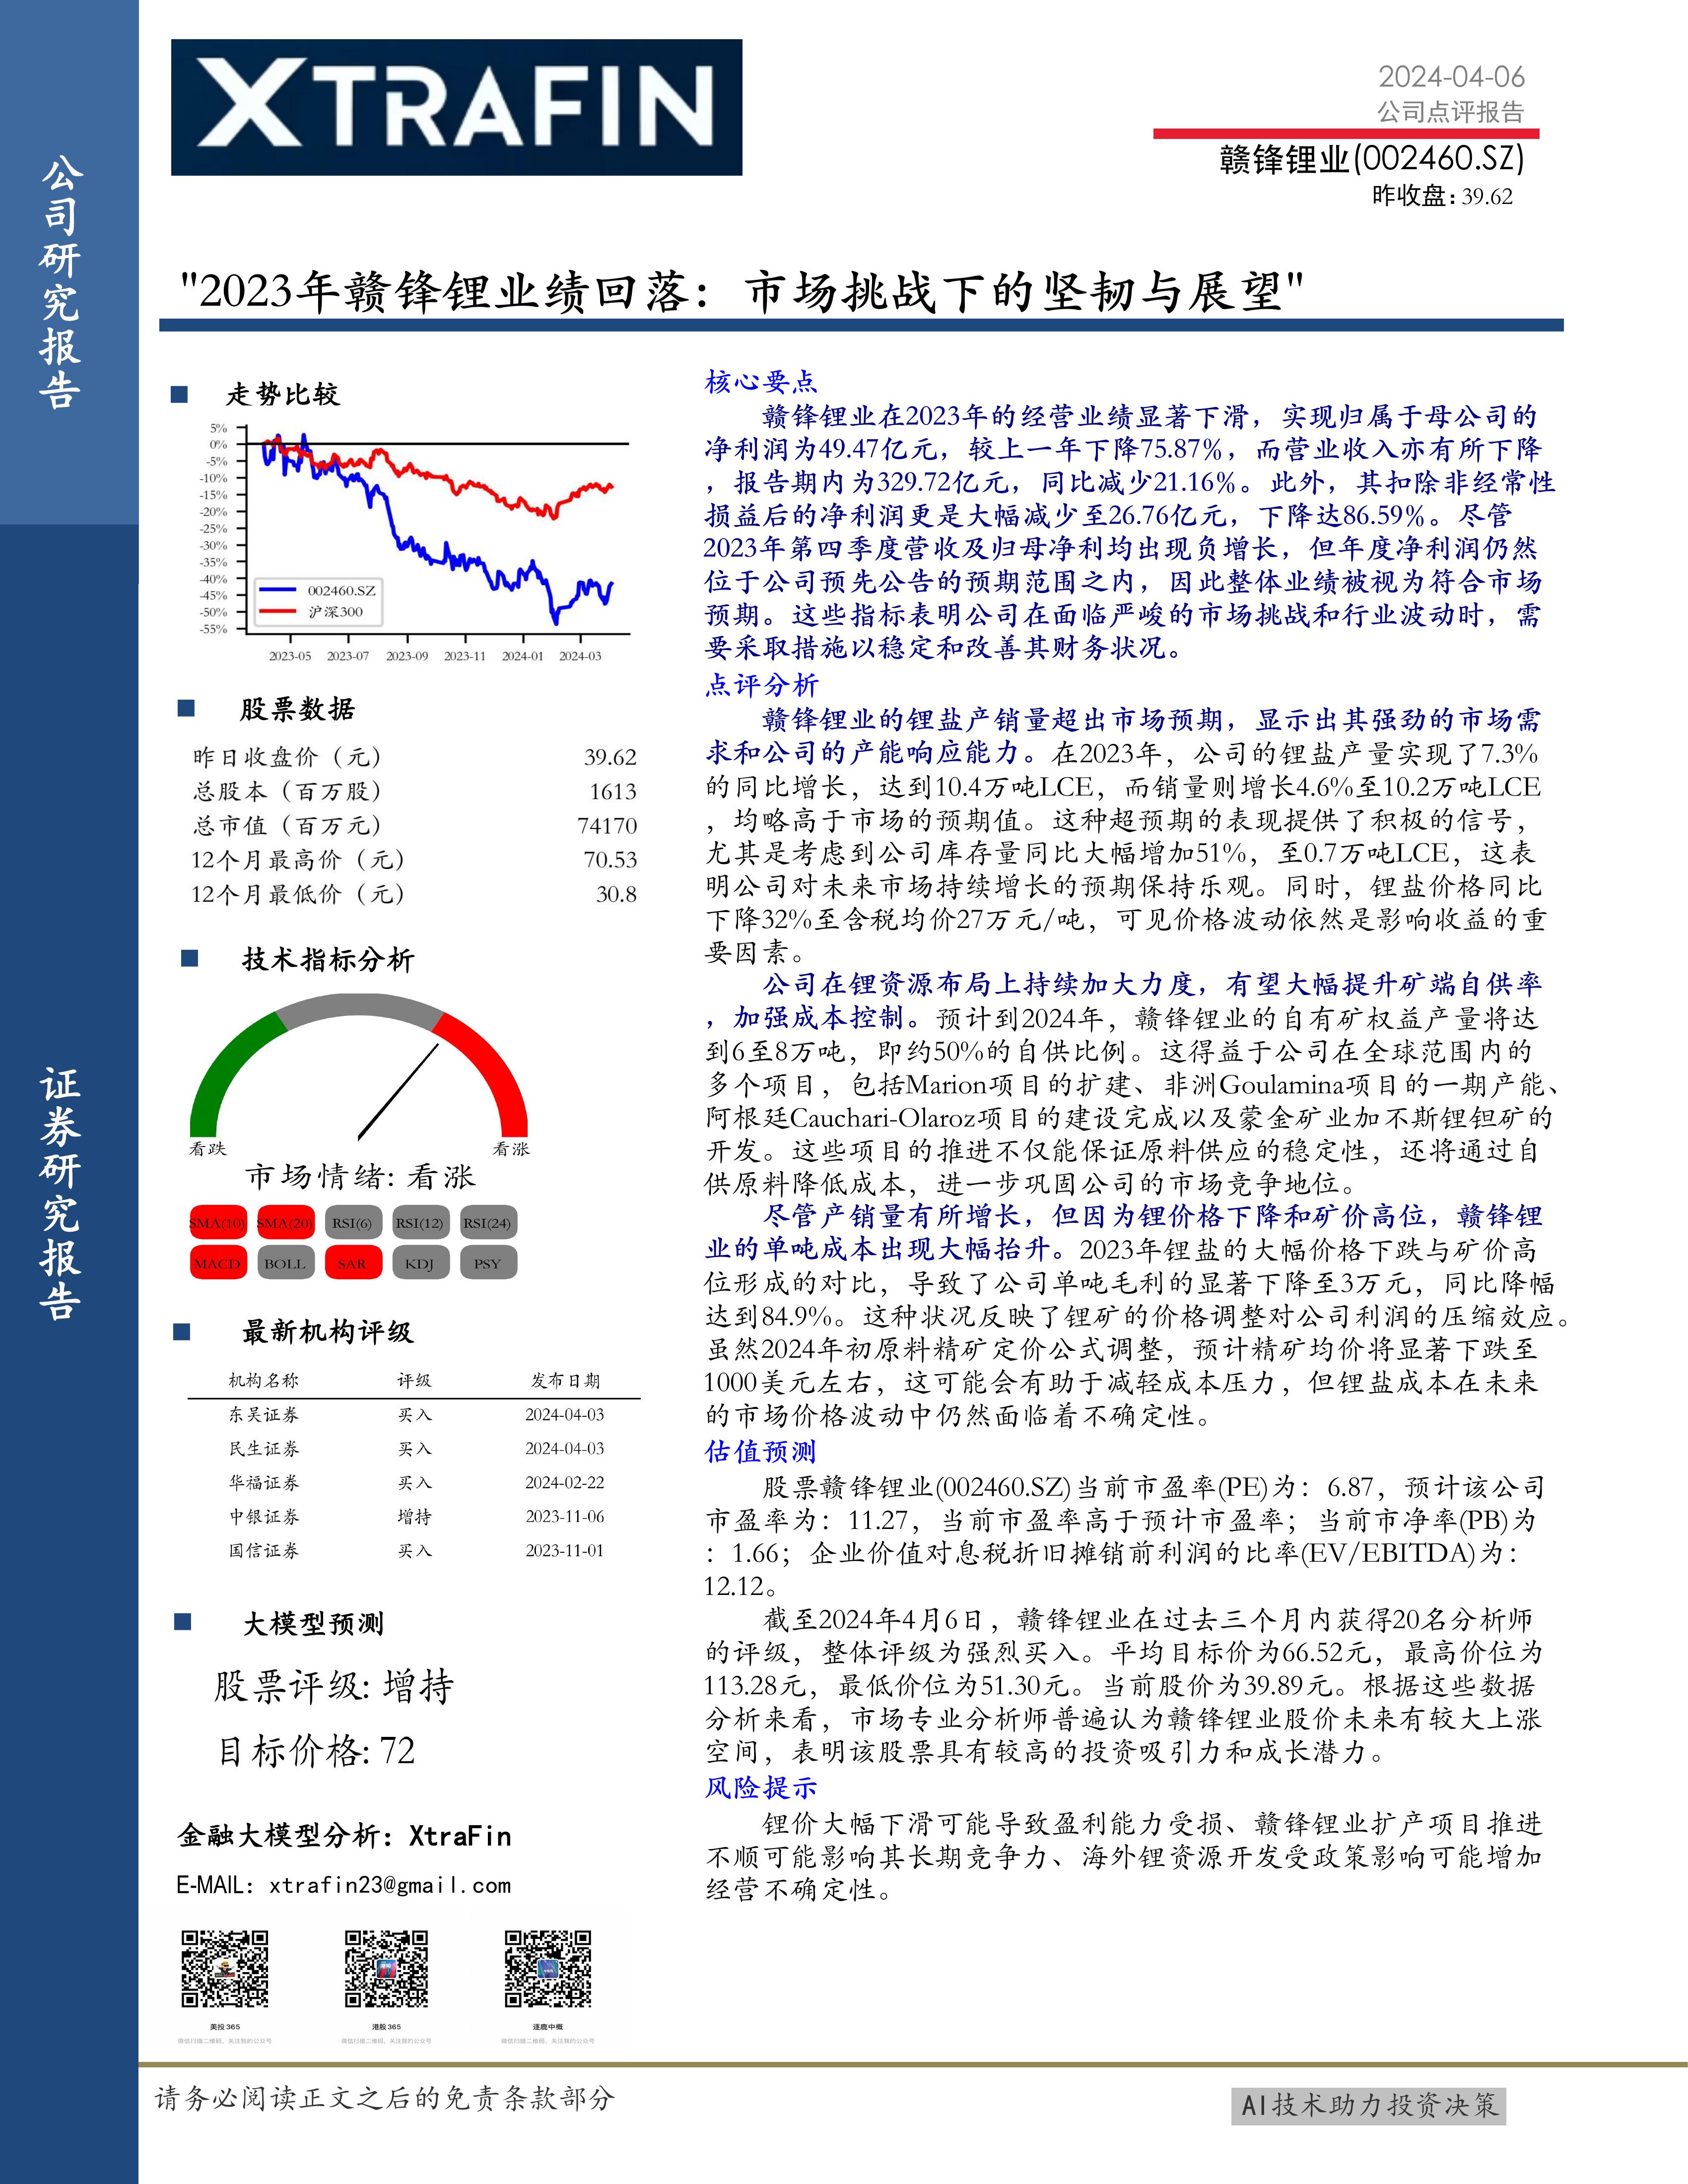 公司研究报告
证券研究报告
XTRAFIN
2024-04-06
公司点评报告
赣锋锂业(002460.SZ)
昨收盘: 39.62
"2023年赣锋锂业绩回落：市场挑战下的坚韧与展望"
走势比较
5%
0%
-5%
-10%
-15%
-20%
-25%
-30%
-35%
-40%
-45%
-50%
-55%
002460.SZ
沪深300
2023-05 2023-07 2023-09 2023-11 2024-01 2024-03
股票数据
昨日收盘价（元） 39.62
总股本（百万股） 1613
总市值（百万元） 74170
12个月最高价（元） 70.53
12个月最低价（元） 30.8
技术指标分析
看跌 看涨
市场情绪: 看涨
SMA(10) SMA(20) RSI(6) RSI(12) RSI(24)
MACD BOLL SAR KDJ PSY
最新机构评级
机构名称 评级 发布日期
东吴证券 买入 2024-04-03
民生证券 买入 2024-04-03
华福证券 买入 2024-02-22
中银证券 增持 2023-11-06
国信证券 买入 2023-11-01
大模型预测
股票评级: 增持
目标价格: 72
金融大模型分析：XtraFin
E-MAIL：xtrafin23@gmail.com
美投365 港股365 逐鹿中概
微信扫描二维码，关注我的公众号 微信扫描二维码，关注我的公众号 微信扫描二维码，关注我的公众号
核心要点
赣锋锂业在2023年的经营业绩显著下滑，实现归属于母公司的
净利润为49.47亿元，较上一年下降75.87%，而营业收入亦有所下降
，报告期内为329.72亿元，同比减少21.16%。此外，其扣除非经常性
损益后的净利润更是大幅减少至26.76亿元，下降达86.59%。尽管
2023年第四季度营收及归母净利均出现负增长，但年度净利润仍然
位于公司预先公告的预期范围之内，因此整体业绩被视为符合市场
预期。这些指标表明公司在面临严峻的市场挑战和行业波动时，需
要采取措施以稳定和改善其财务状况。
点评分析
赣锋锂业的锂盐产销量超出市场预期，显示出其强劲的市场需
求和公司的产能响应能力。在2023年，公司的锂盐产量实现了7.3%
的同比增长，达到10.4万吨LCE，而销量则增长4.6%至10.2万吨LCE
，均略高于市场的预期值。这种超预期的表现提供了积极的信号，
尤其是考虑到公司库存量同比大幅增加51%，至0.7万吨LCE，这表
明公司对未来市场持续增长的预期保持乐观。同时，锂盐价格同比
下降32%至含税均价27万元/吨，可见价格波动依然是影响收益的重
要因素。
公司在锂资源布局上持续加大力度，有望大幅提升矿端自供率
，加强成本控制。预计到2024年，赣锋锂业的自有矿权益产量将达
到6至8万吨，即约50%的自供比例。这得益于公司在全球范围内的
多个项目，包括Marion项目的扩建、非洲Goulamina项目的一期产能、
阿根廷Cauchari-Olaroz项目的建设完成以及蒙金矿业加不斯锂钽矿的
开发。这些项目的推进不仅能保证原料供应的稳定性，还将通过自
供原料降低成本，进一步巩固公司的市场竞争地位。
尽管产销量有所增长，但因为锂价格下降和矿价高位，赣锋锂
业的单吨成本出现大幅抬升。2023年锂盐的大幅价格下跌与矿价高
位形成的对比，导致了公司单吨毛利的显著下降至3万元，同比降幅
达到84.9%。这种状况反映了锂矿的价格调整对公司利润的压缩效应。
虽然2024年初原料精矿定价公式调整，预计精矿均价将显著下跌至
1000美元左右，这可能会有助于减轻成本压力，但锂盐成本在未来
的市场价格波动中仍然面临着不确定性。
估值预测
股票赣锋锂业(002460.SZ)当前市盈率(PE)为：6.87，预计该公司
市盈率为：11.27，当前市盈率高于预计市盈率；当前市净率(PB)为
：1.66；企业价值对息税折旧摊销前利润的比率(EV/EBITDA)为：
12.12。
截至2024年4月6日，赣锋锂业在过去三个月内获得20名分析师
的评级，整体评级为强烈买入。平均目标价为66.52元，最高价位为
113.28元，最低价位为51.30元。当前股价为39.89元。根据这些数据
分析来看，市场专业分析师普遍认为赣锋锂业股价未来有较大上涨
空间，表明该股票具有较高的投资吸引力和成长潜力。
风险提示
锂价大幅下滑可能导致盈利能力受损、赣锋锂业扩产项目推进
不顺可能影响其长期竞争力、海外锂资源开发受政策影响可能增加
经营不确定性。
请务必阅读正文之后的免责条款部分
AI技术助力投资决策